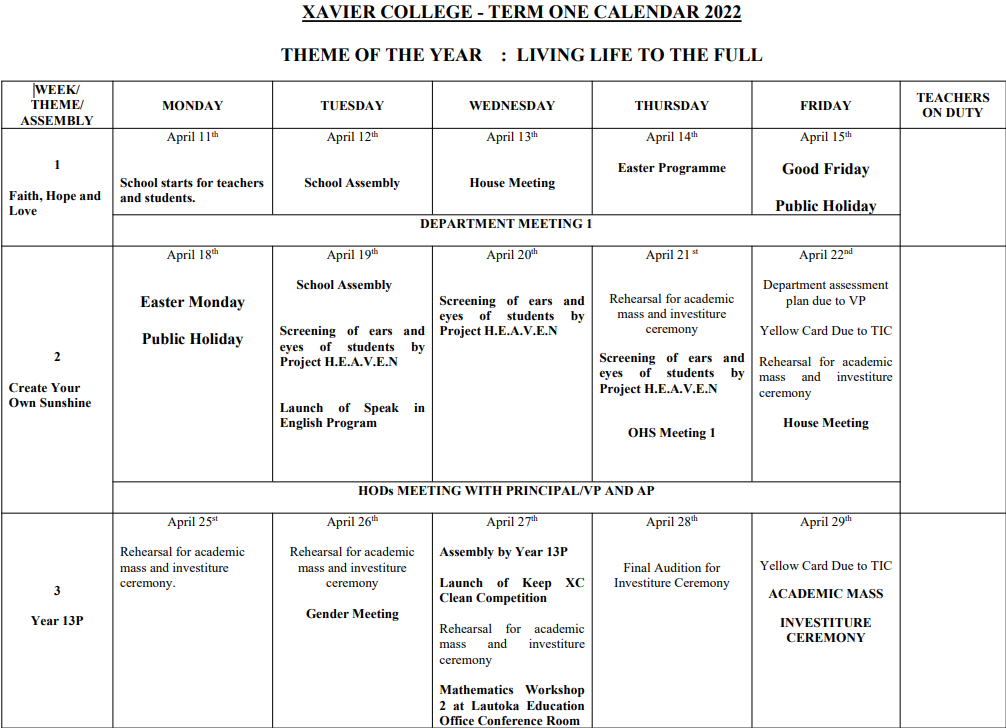 XAVIER COLLEGE - TERM ONE CALENDAR 2022
THEME OF THE YEAR : LIVING LIFE TO THE FULL
WEEK/
THEME/
ASSEMBLY
MONDAY
TUESDAY
WEDNESDAY
THURSDAY
FRIDAY
TEACHERS
ON DUTY
1
Faith, Hope and
Love
April 11th
School starts for teachers
and students.
April 12th
School Assembly
April 13th
House Meeting
April 14th
Easter Programme
April 15th
Good Friday
Public Holiday
DEPARTMENT MEETING 1
2
Create Your
Own Sunshine
April 18th
Easter Monday
Public Holiday
April 19th
School Assembly
Screening of ears and
eyes of students by
Project H.E.A.V.E.N
Launch of Speak in
English Program
April 20th
Screening of ears and
eyes of students by
Project H.E.A.V.E.N
April 21 st
Rehearsal for academic
mass and investiture
ceremony
Screening of ears and
eyes of students by
Project H.E.A.V.E.N
OHS Meeting 1
April 22nd
Department assessment
plan due to VP
Yellow Card Due to TIC
Rehearsal for academic
mass and investiture
ceremony
House Meeting
HODs MEETING WITH PRINCIPAL/VP AND AP
3
Year 13P
April 25st
Rehearsal for academic
mass and investiture
ceremony.
April 26th
Rehearsal for academic
mass and investiture
ceremony
Gender Meeting
April 27th
Assembly by Year 13P
Launch of Keep XC
Clean Competition
Rehearsal for academic
mass and investiture
ceremony
Mathematics Workshop
2 at Lautoka Education
Office Conference Room
April 28th
Final Audition for
Investiture Ceremony
April 29th
Yellow Card Due to TIC
ACADEMIC MASS
INVESTITURE
CEREMONY